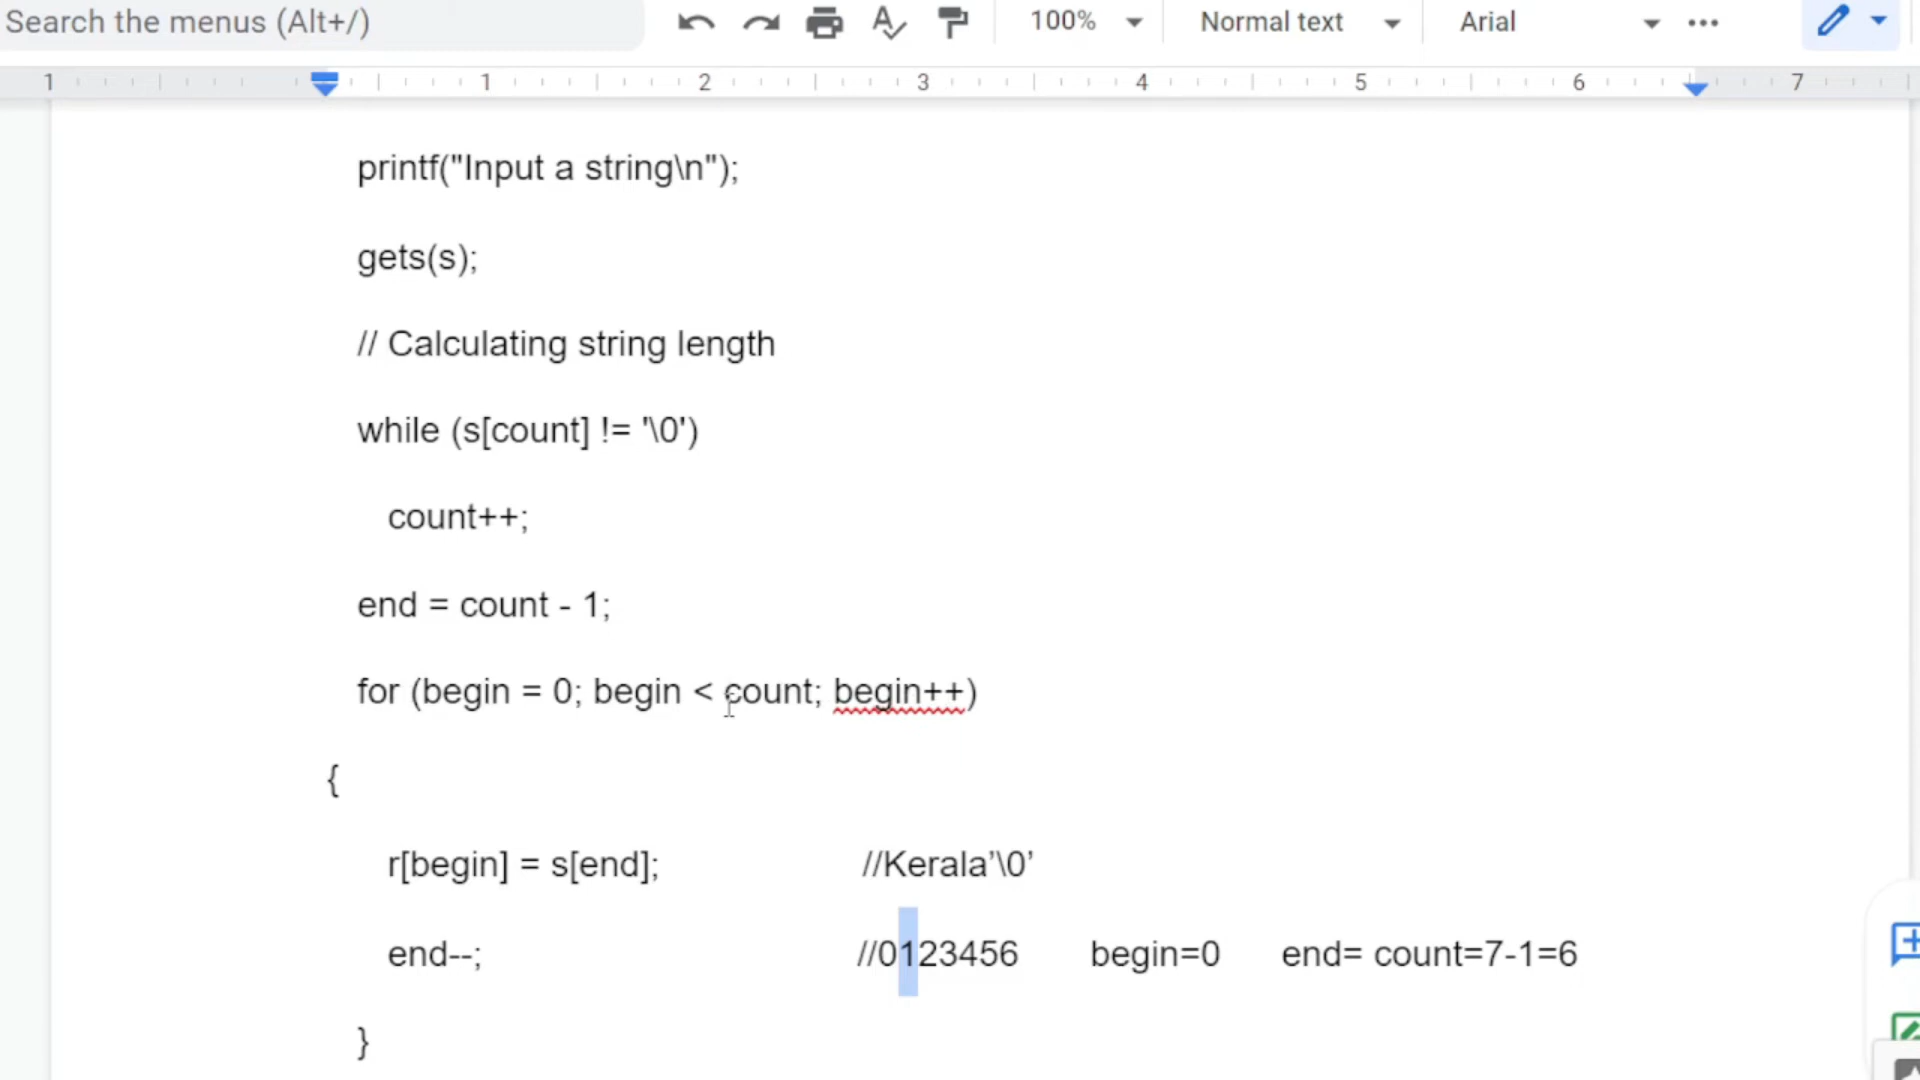 Search the menus (Alt+/) 100% Normal text Arial
1 1 2 3 4 5 6 7
printf("Input a string\n");
gets(s);
// Calculating string length
while (s[count] != '\0')
count++;
end = count - 1;
for (begin = 0; begin < count; begin++)
{
r[begin] = s[end]; //Kerala’\0’
end--; //0123456 begin=0 end= count=7-1=6
}